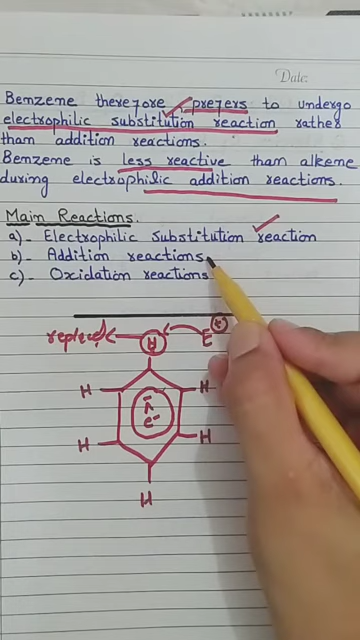 Date:
Benzene therefore prefers to undergo
electrophilic substitution reaction rather
than addition reactions.
Benzene is less reactive than alkene
during electrophilic addition reactions.
Main Reactions.
a)- Electrophilic Substitution reaction
b)- Addition reactions
c)- Oxidation reactions.
replaced H E (+)
H H
π
e⁻
H H
H